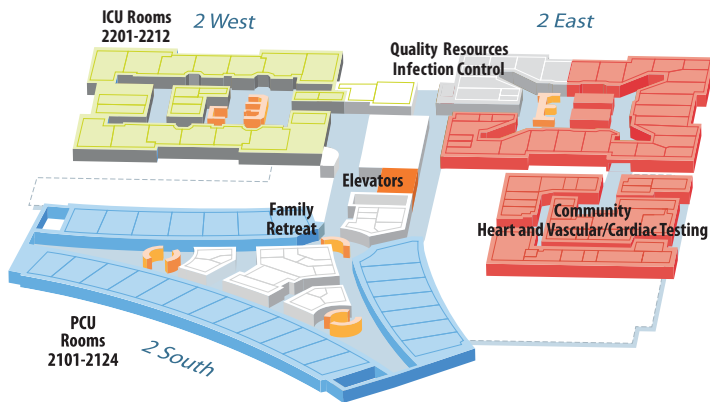 ICU Rooms
2201-2212
2 West
2 East
Quality Resources
Infection Control
Elevators
Family
Retreat
Community
Heart and Vascular/Cardiac Testing
PCU
Rooms
2101-2124
2 South